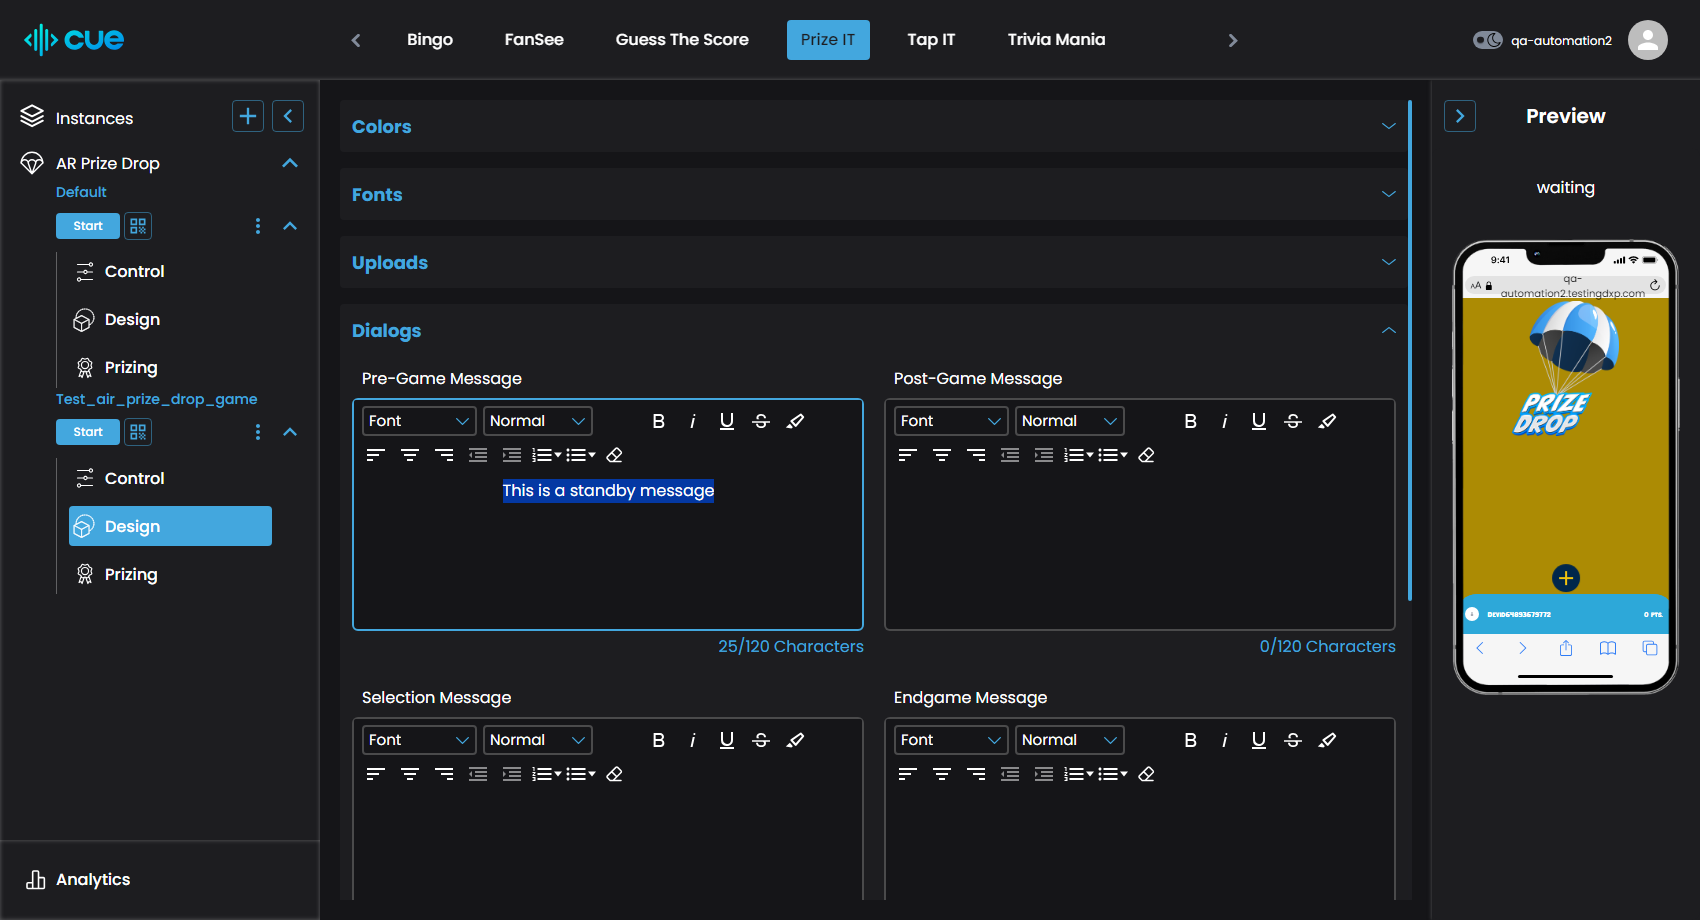 cue
Bingo
FanSee
Guess The Score
Prize IT
Tap IT
Trivia Mania
qa-automation2
Instances
AR Prize Drop
Default
Start
Control
Design
Prizing
Test_air_prize_drop_game
Start
Control
Design
Prizing
Analytics
Colors
Fonts
Uploads
Dialogs
Pre-Game Message
Font
Normal
B i U S
This is a standby message
25/120 Characters
Post-Game Message
Font
Normal
B i U S
0/120 Characters
Selection Message
Font
Normal
B i U S
Endgame Message
Font
Normal
B i U S
Preview
waiting
9:41
AA
qa-
automation2.testingdxp.com
PRIZE
DROP
0 PTS.